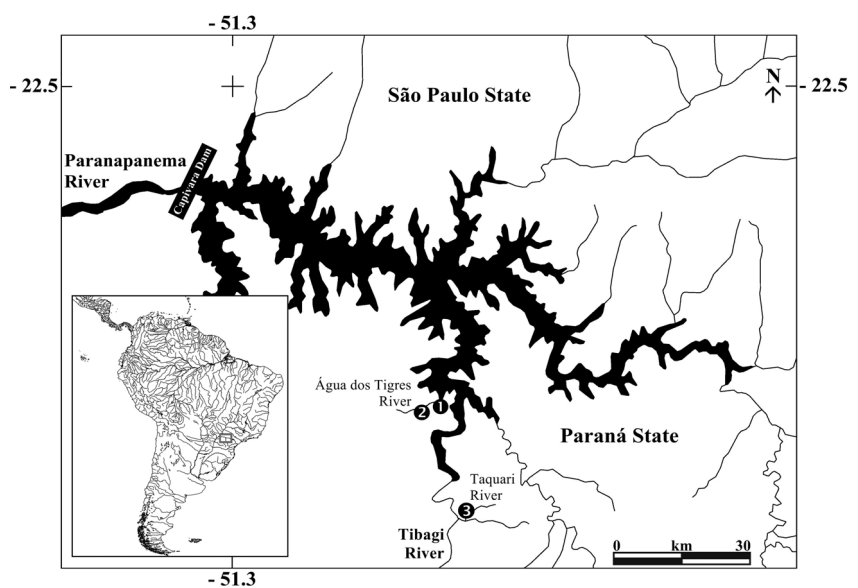 - 51.3
- 22.5
- 22.5
São Paulo State
N
Paranapanema
River
Capivara Dam
Água dos Tigres
River
2
1
Paraná State
Taquari
River
3
Tibagi
River
0 km 30
- 51.3